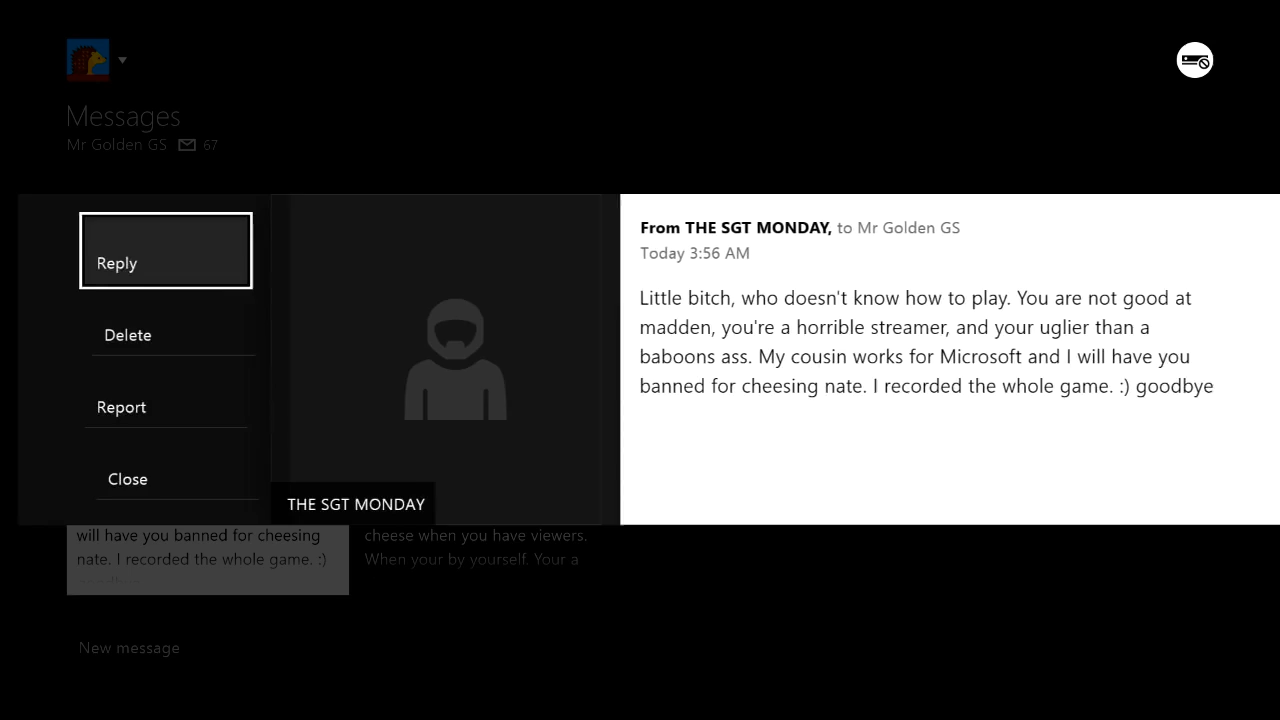 Messages
Mr Golden GS 67
Reply
Delete
Report
Close
THE SGT MONDAY
From THE SGT MONDAY, to Mr Golden GS
Today 3:56 AM
Little bitch, who doesn't know how to play. You are not good at
madden, you're a horrible streamer, and your uglier than a
baboons ass. My cousin works for Microsoft and I will have you
banned for cheesing nate. I recorded the whole game. :) goodbye
will have you banned for cheesing
nate. I recorded the whole game. :)
cheese when you have viewers.
When your by yourself. Your a
New message